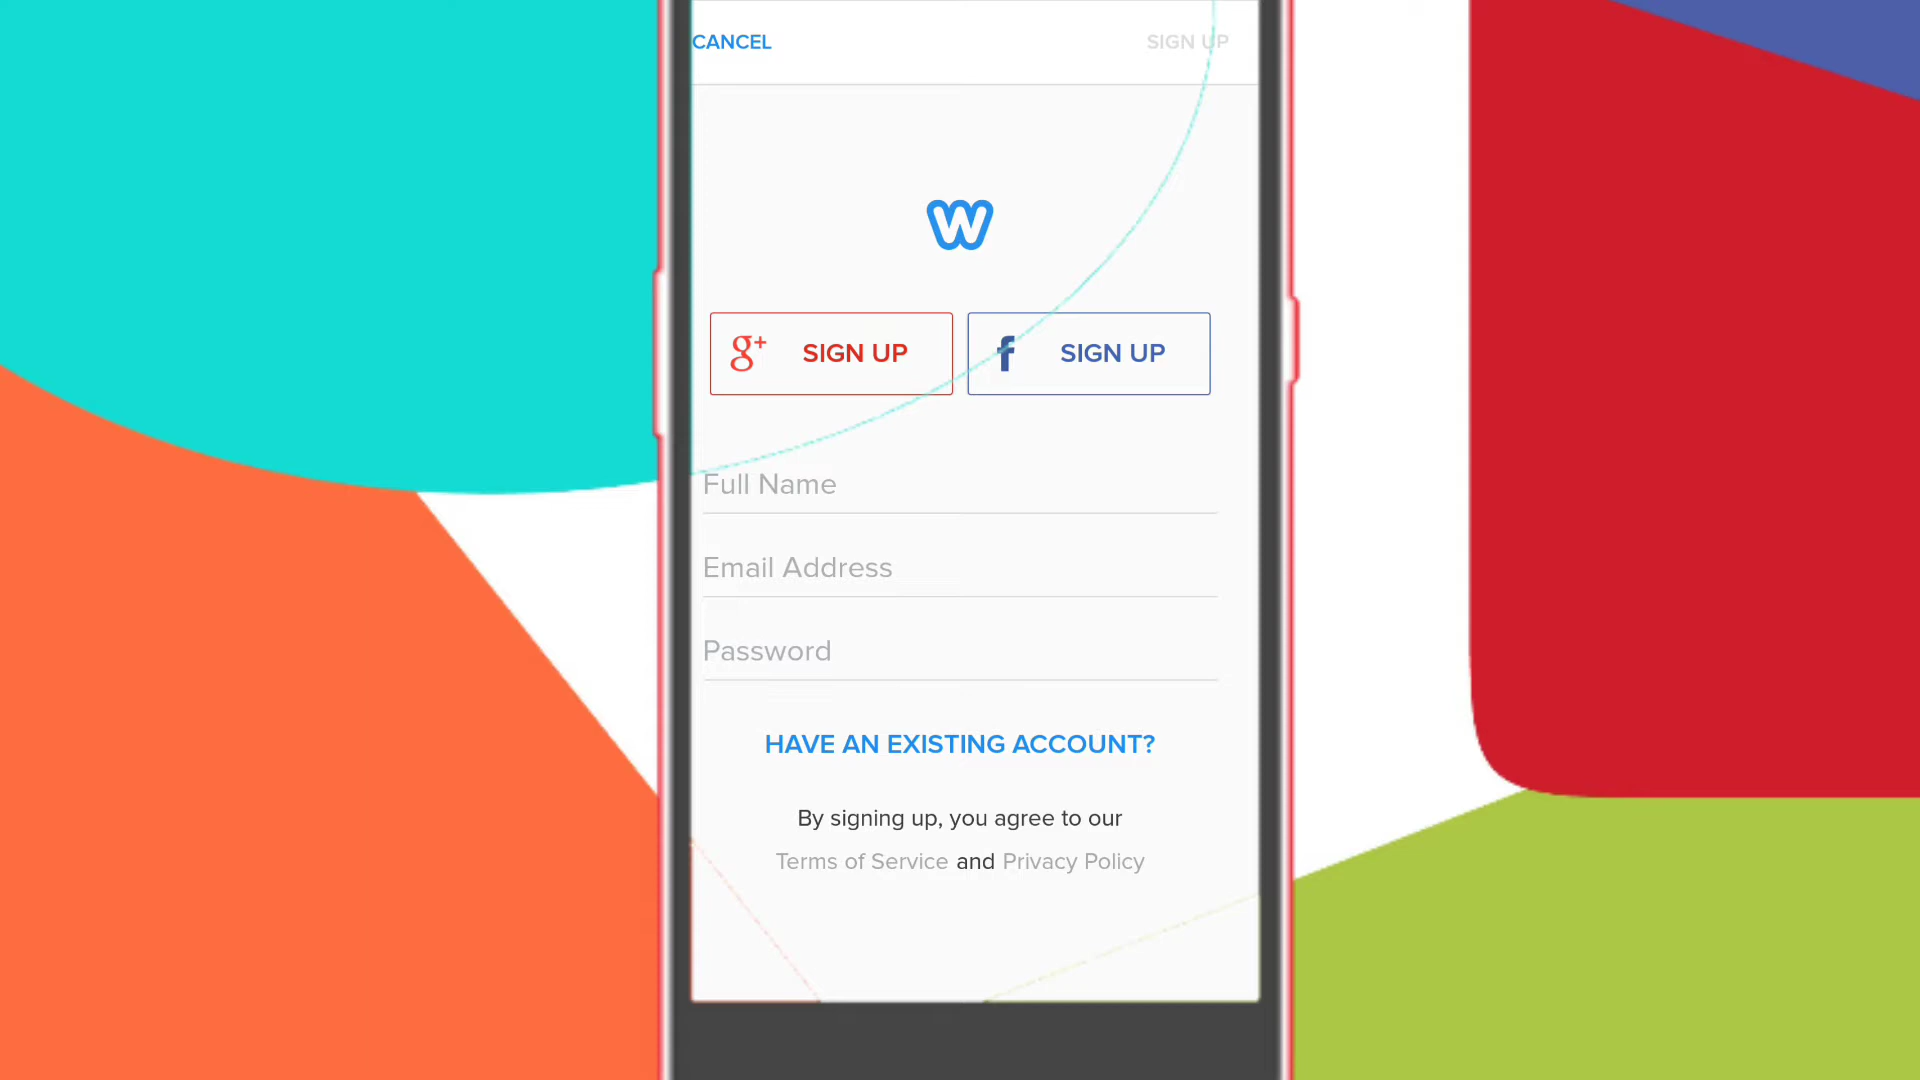 CANCEL SIGN UP
W
g+ SIGN UP f SIGN UP
Full Name
Email Address
Password
HAVE AN EXISTING ACCOUNT?
By signing up, you agree to our
Terms of Service and Privacy Policy